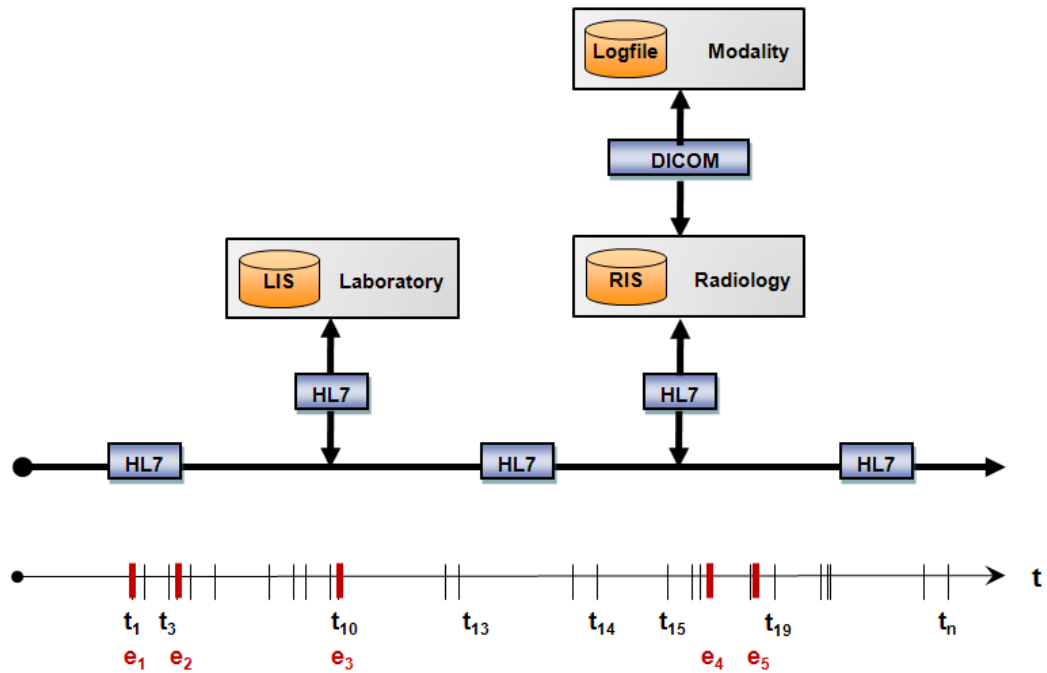 Logfile Modality
DICOM
LIS Laboratory
RIS Radiology
HL7 HL7
HL7 HL7 HL7
t
t₁ t₃ t₁₀ t₁₃ t₁₄ t₁₅ t₁₉ tₙ
e₁ e₂ e₃ e₄ e₅